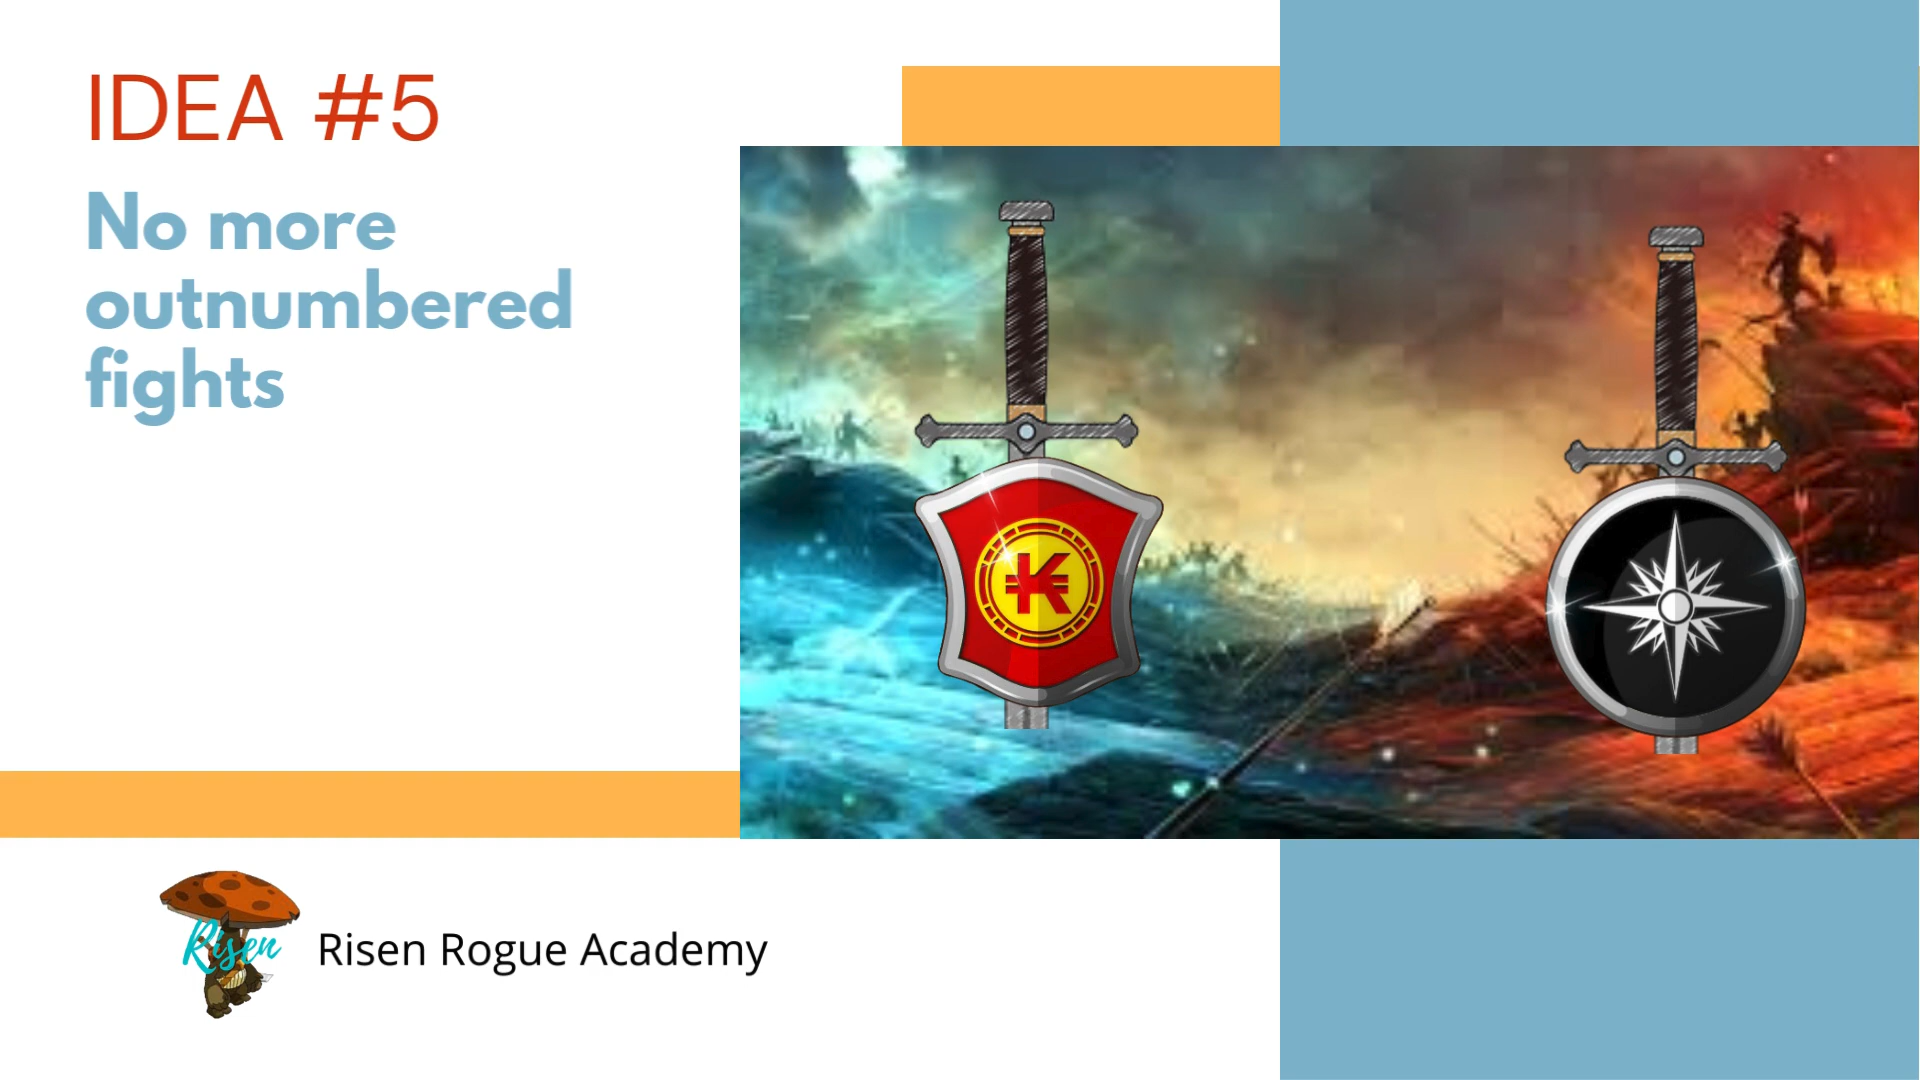 IDEA #5
No more
outnumbered
fights
Risen
Risen Rogue Academy